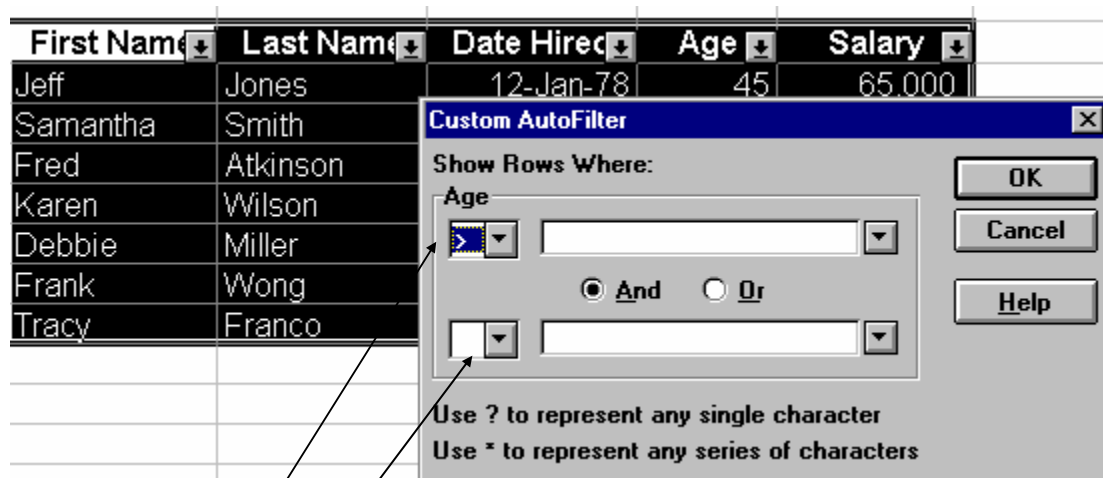 First Name Last Name Date Hired Age Salary
Jeff Jones 12-Jan-78 45 65,000
Samantha Smith
Fred Atkinson
Karen Wilson
Debbie Miller
Frank Wong
Tracy Franco
Custom AutoFilter
Show Rows Where:
Age
>
And Or
OK
Cancel
Help
Use ? to represent any single character
Use * to represent any series of characters